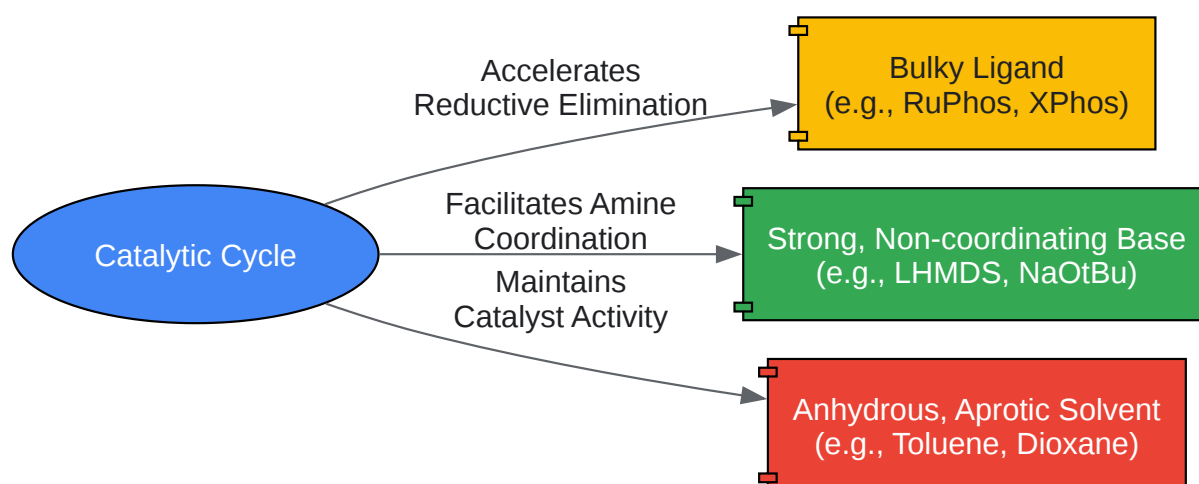 Accelerates
Reductive Elimination
Bulky Ligand
(e.g., RuPhos, XPhos)
Catalytic Cycle
Facilitates Amine
Coordination
Strong, Non-coordinating Base
(e.g., LHMDS, NaOtBu)
Maintains
Catalyst Activity
Anhydrous, Aprotic Solvent
(e.g., Toluene, Dioxane)